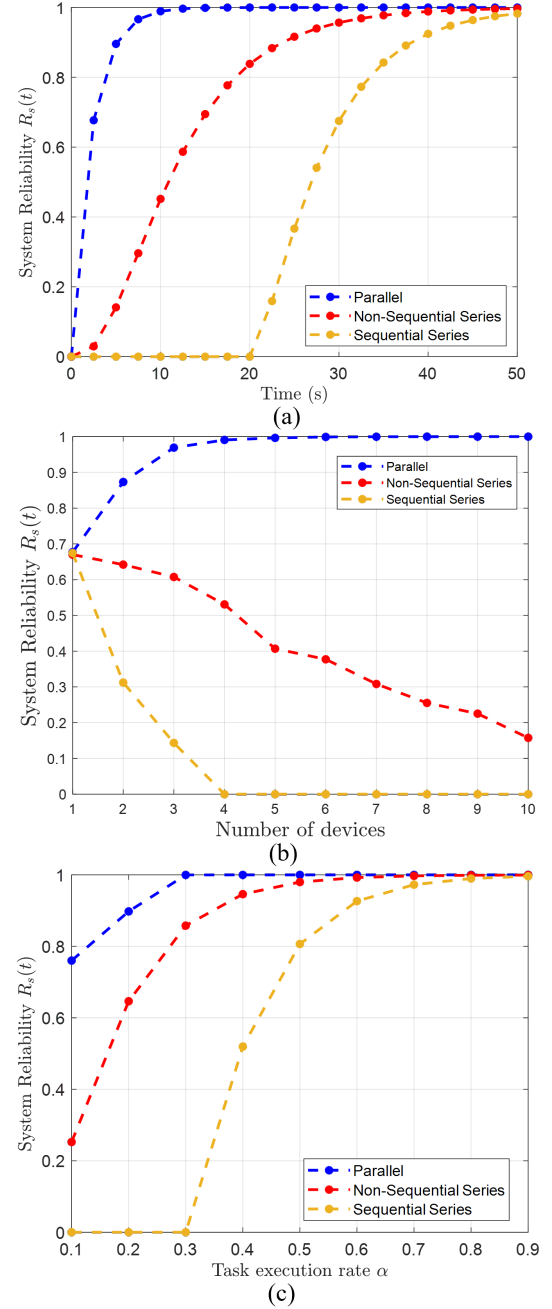 1
0.8
0.6
0.4
0.2
0
System Reliability R_s(t)
Parallel
Non-Sequential Series
Sequential Series
0 10 20 30 40 50
Time (s)
(a)
1
0.9
0.8
0.7
0.6
0.5
0.4
0.3
0.2
0.1
0
System Reliability R_s(t)
Parallel
Non-Sequential Series
Sequential Series
1 2 3 4 5 6 7 8 9 10
Number of devices
(b)
1
0.8
0.6
0.4
0.2
0
System Reliability R_s(t)
Parallel
Non-Sequential Series
Sequential Series
0.1 0.2 0.3 0.4 0.5 0.6 0.7 0.8 0.9
Task execution rate α
(c)